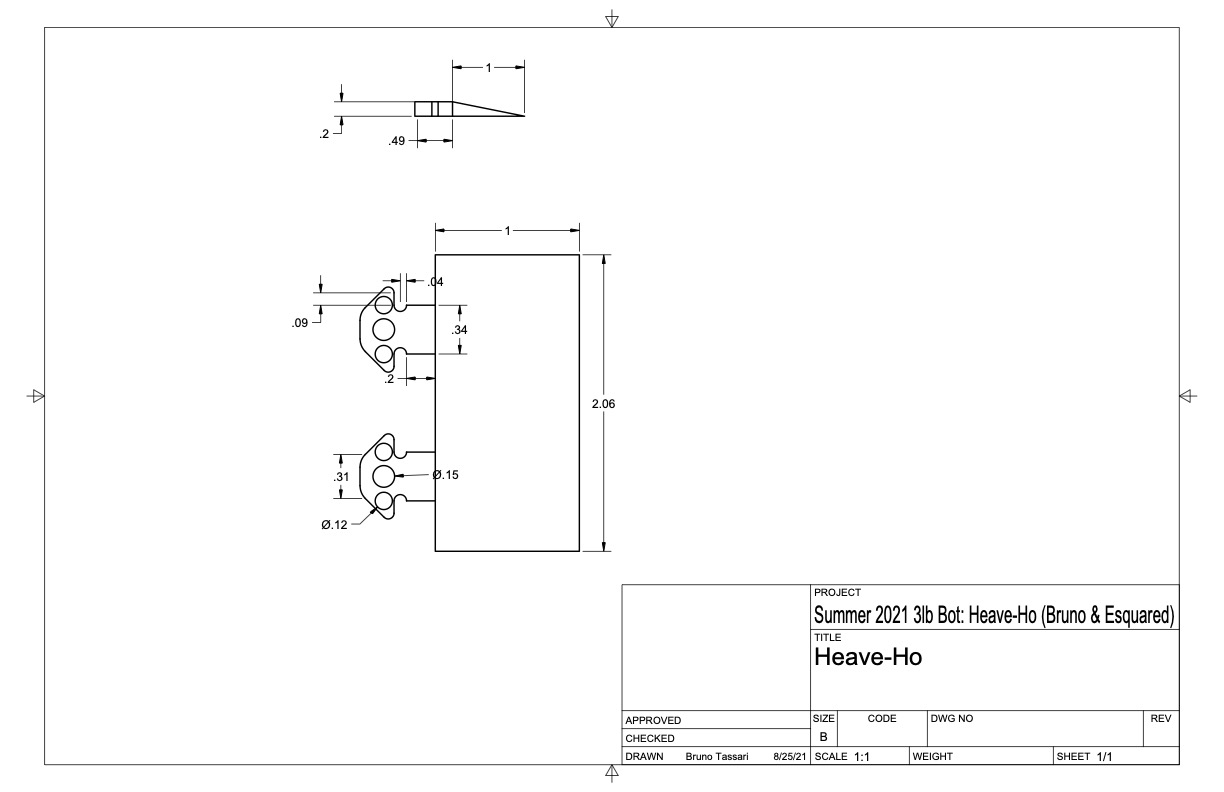 1
.2
.49
1
.04
.09
.34
.2
2.06
.31
Ø.15
Ø.12
PROJECT
Summer 2021 3lb Bot: Heave-Ho (Bruno & Esquared)
TITLE
Heave-Ho
APPROVED
SIZE CODE DWG NO REV
CHECKED
B
DRAWN Bruno Tassari 8/25/21 SCALE 1:1 WEIGHT SHEET 1/1